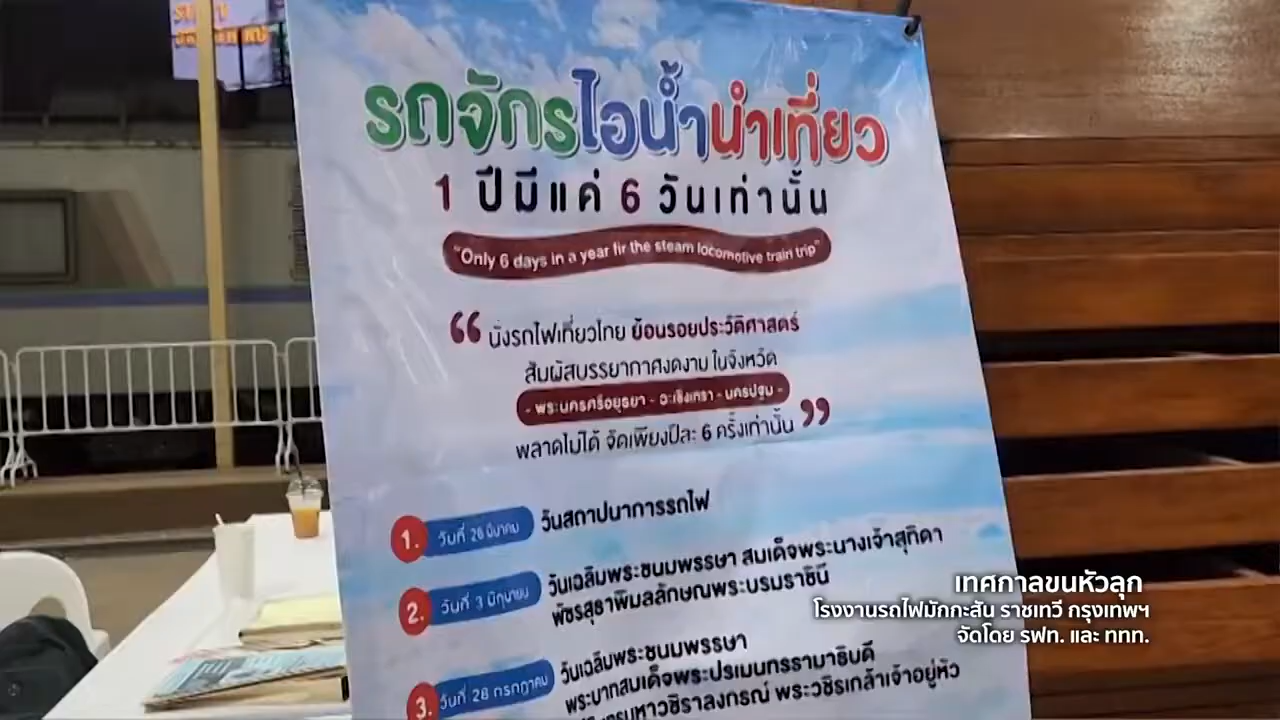 รถจักรไอน้ำนำเที่ยว
1 ปีมีแค่ 6 วันเท่านั้น
"Only 6 days in a year fir the steam locomotive train trip"
❝ นั่งรถไฟเที่ยวไทย ย้อนรอยประวัติศาสตร์
สัมผัสบรรยากาศงดงาม ในจังหวัด
- พระนครศรีอยุธยา - ฉะเชิงเทรา - นครปฐม -
พลาดไม่ได้ จัดเพียงปีละ 6 ครั้งเท่านั้น ❞
1. วันที่ 26 มีนาคม วันสถาปนาการรถไฟ
2. วันที่ 3 มิถุนายน วันเฉลิมพระชนมพรรษา สมเด็จพระนางเจ้าสุทิดา
พัชรสุธาพิมลลักษณพระบรมราชินี
3. วันที่ 28 กรกฎาคม วันเฉลิมพระชนมพรรษา
พระบาทสมเด็จพระปรเมนทรรามาธิบดี
พระวชิรเกล้าเจ้าอยู่หัว
เทศกาลขนหัวลุก
โรงงานรถไฟมักกะสัน ราชเทวี กรุงเทพฯ
จัดโดย รฟท. และ ททท.